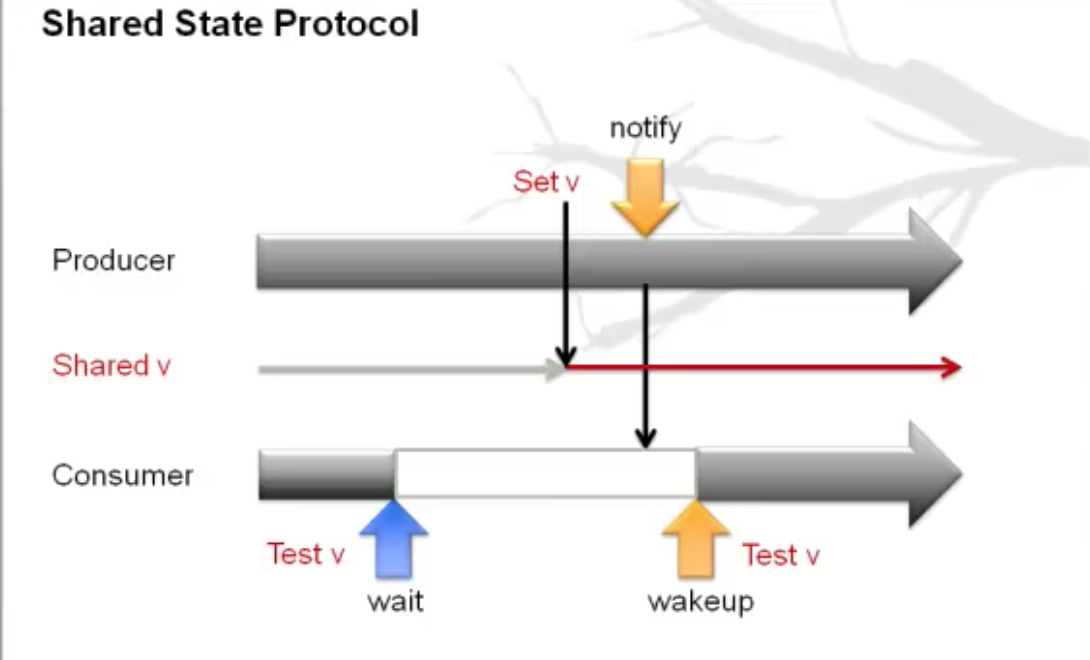 Shared State Protocol
notify
Set v
Producer
Shared v
Consumer
Test v
Test v
wait
wakeup